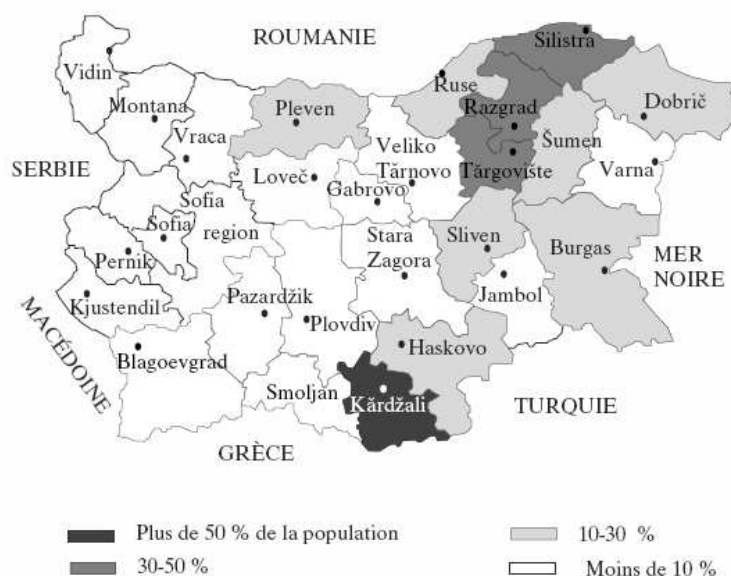 ROUMANIE
Silistra
Vidin
Ruse
Montana
Pleven
Razgrad
Dobrič
Vraca
Veliko
Tărnovo
Šumen
SERBIE
Loveč
Tărgoviste
Varna
Gabrovo
Sofia
region
Sofia
Stara
Zagora
Sliven
Burgas
MER
NOIRE
Pernik
Kjustendil
Pazardžik
Plovdiv
Jambol
MACÉDOINE
Blagoevgrad
Haskovo
Smoljan
Kărdžali
TURQUIE
GRÈCE
Plus de 50 % de la population
10-30 %
30-50 %
Moins de 10 %